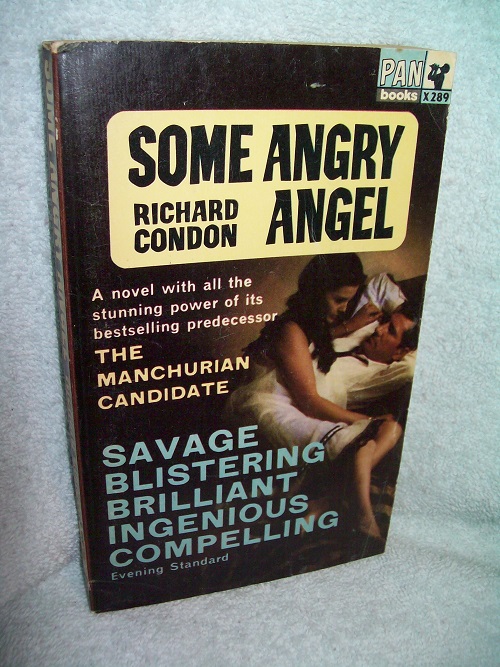 PAN
books X289
SOME ANGRY
RICHARD ANGEL
CONDON
A novel with all the
stunning power of its
bestselling predecessor
THE
MANCHURIAN
CANDIDATE
SAVAGE
BLISTERING
BRILLIANT
INGENIOUS
COMPELLING
Evening Standard